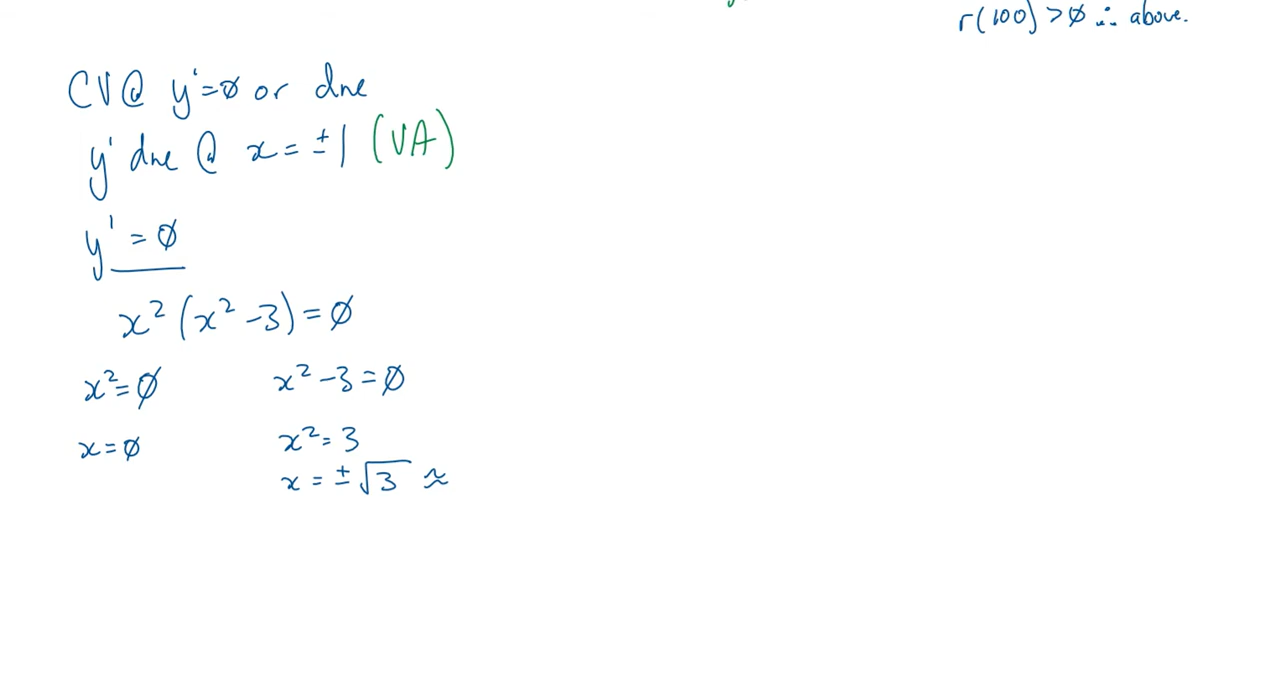 r(100) > ∅ ∴ above.
CV@ y'=∅ or dne
y' dne @ x = ±1 (VA)
y' = ∅
x² (x² -3) = ∅
x² = ∅ x² -3 = ∅
x = ∅ x² = 3
x = ±√3 ≈